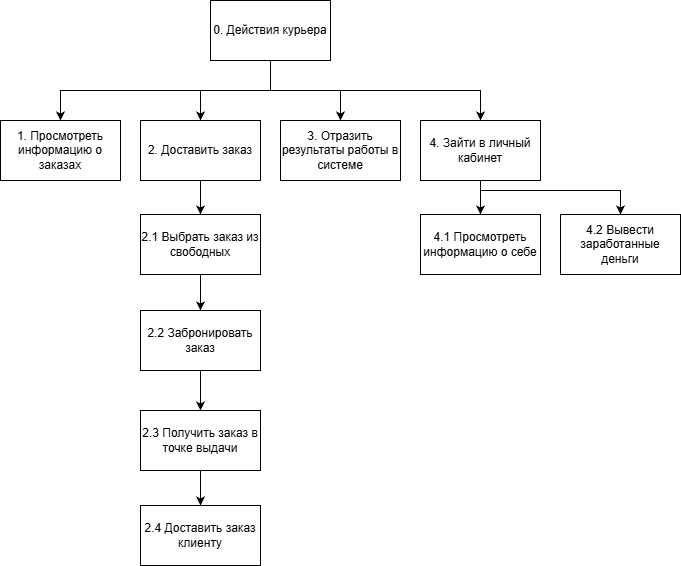 0. Действия курьера
1. Просмотреть
информацию о
заказах
2. Доставить заказ
3. Отразить
результаты работы в
системе
4. Зайти в личный
кабинет
2.1 Выбрать заказ из
свободных
4.1 Просмотреть
информацию о себе
4.2 Вывести
заработанные
деньги
2.2 Забронировать
заказ
2.3 Получить заказ в
точке выдачи
2.4 Доставить заказ
клиенту